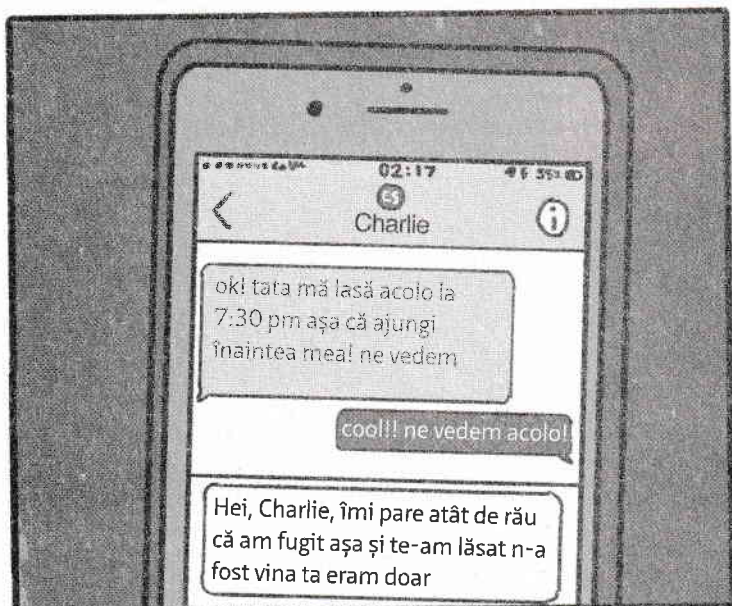 02:17
Charlie
ok! tata mă lasă acolo la
7:30 pm așa că ajungi
înaintea mea! ne vedem
cool!! ne vedem acolo!
Hei, Charlie, îmi pare atât de rău
că am fugit așa și te-am lăsat n-a
fost vina ta eram doar